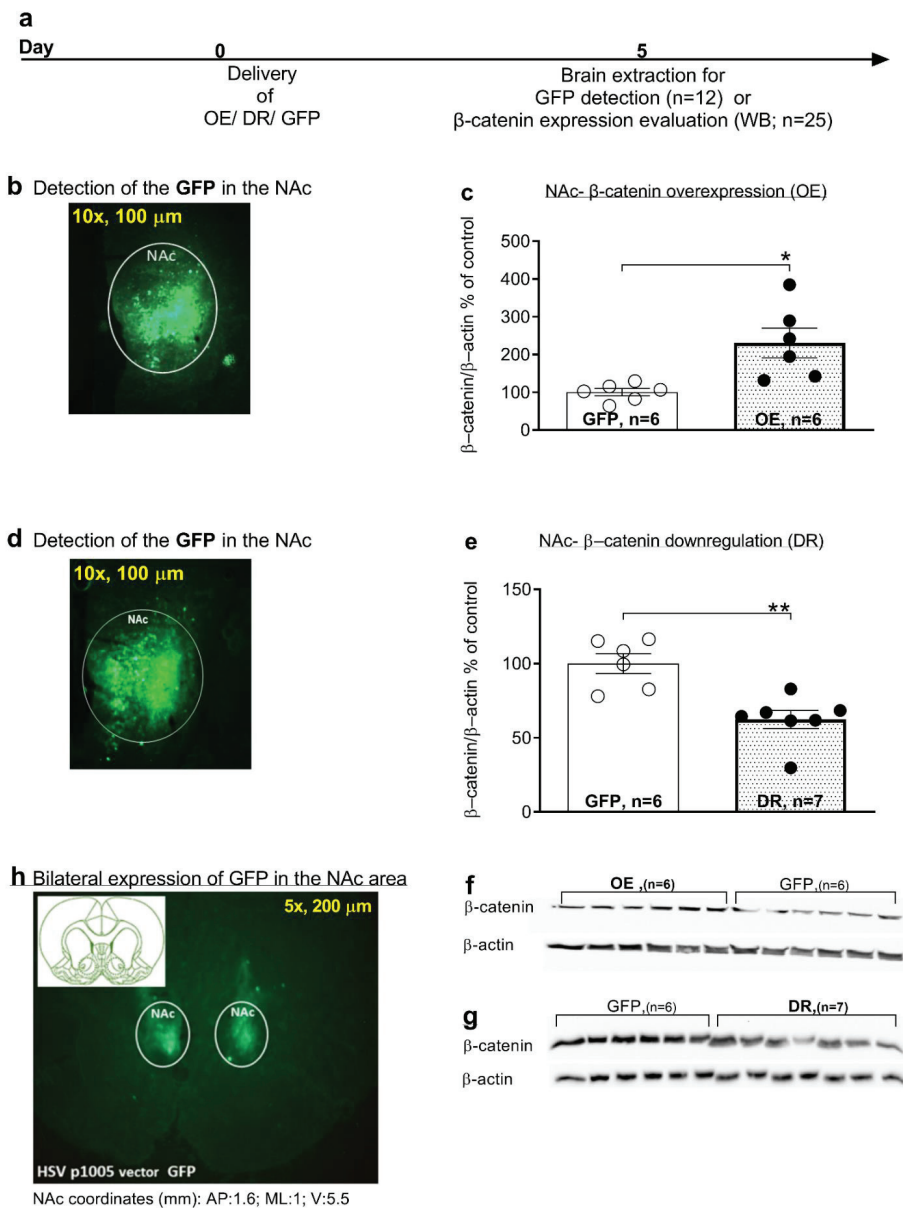 a
Day 0 5
Delivery
of
OE/ DR/ GFP
Brain extraction for
GFP detection (n=12) or
β-catenin expression evaluation (WB; n=25)
b Detection of the GFP in the NAc
10x, 100 μm
NAc
c NAc- β-catenin overexpression (OE)
β-catenin/β-actin % of control
500
400
300
200
100
0
*
GFP, n=6
OE, n=6
d Detection of the GFP in the NAc
10x, 100 μm
NAc
e NAc- β-catenin downregulation (DR)
β-catenin/β-actin % of control
150
100
50
0
**
GFP, n=6
DR, n=7
h Bilateral expression of GFP in the NAc area
5x, 200 μm
NAc NAc
HSV p1005 vector GFP
NAc coordinates (mm): AP:1.6; ML:1; V:5.5
f
OE ,(n=6) GFP,(n=6)
β-catenin
β-actin
g
GFP,(n=6) DR,(n=7)
β-catenin
β-actin